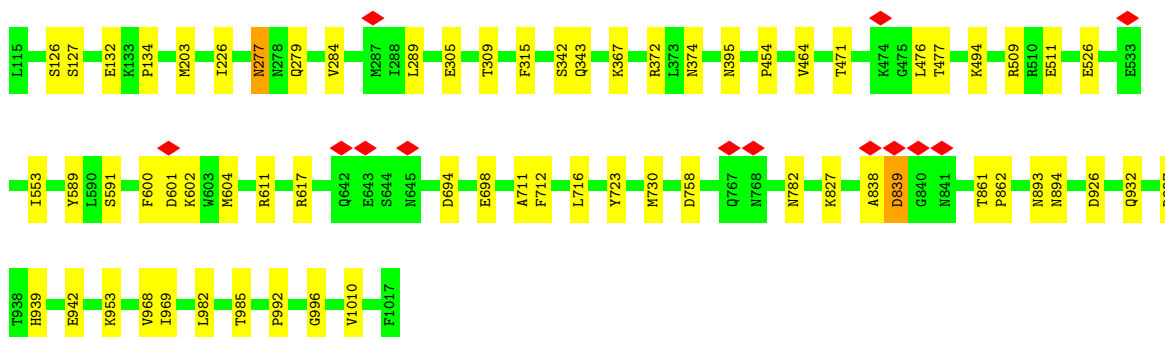 L115 S126 S127 E132 K133 P134 M203 I226 N277 N278 Q279 V284 M287 I288 L289 E305 T309 F315 S342 Q343 K367 R372 L373 N374 N395 P454 V464 T471 K474 G475 L476 T477 K494 R509 R510 E511 E526 E533
I553 Y589 L590 S591 F600 D601 K602 W603 M604 R611 R617 Q642 E643 S644 N645 D694 E698 A711 F712 L716 Y723 M730 D758 Q767 N768 N782 K827 A838 D839 G840 N841 T861 P862 N893 N894 D926 Q932
T938 H939 E942 K953 V968 I969 L982 T985 P992 G996 V1010 F1017